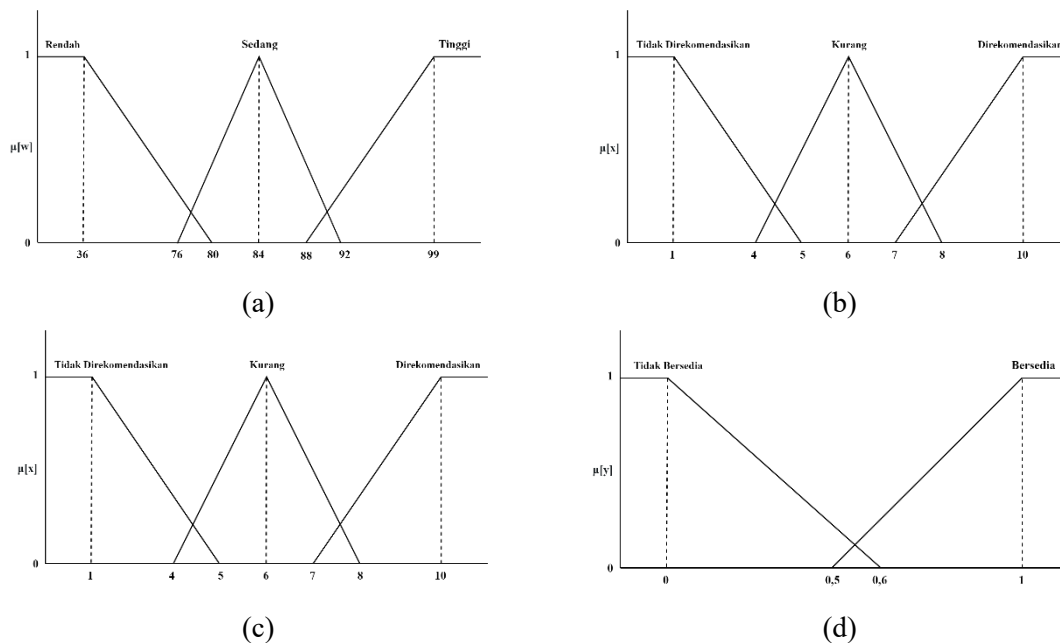 Rendah Sedang Tinggi
1
μ[w]
0
36 76 80 84 88 92 99
(a)
Tidak Direkomendasikan Kurang Direkomendasikan
1
μ[x]
0
1 4 5 6 7 8 10
(b)
Tidak Direkomendasikan Kurang Direkomendasikan
1
μ[x]
0
1 4 5 6 7 8 10
(c)
Tidak Bersedia Bersedia
1
μ[y]
0
0 0,5 0,6 1
(d)